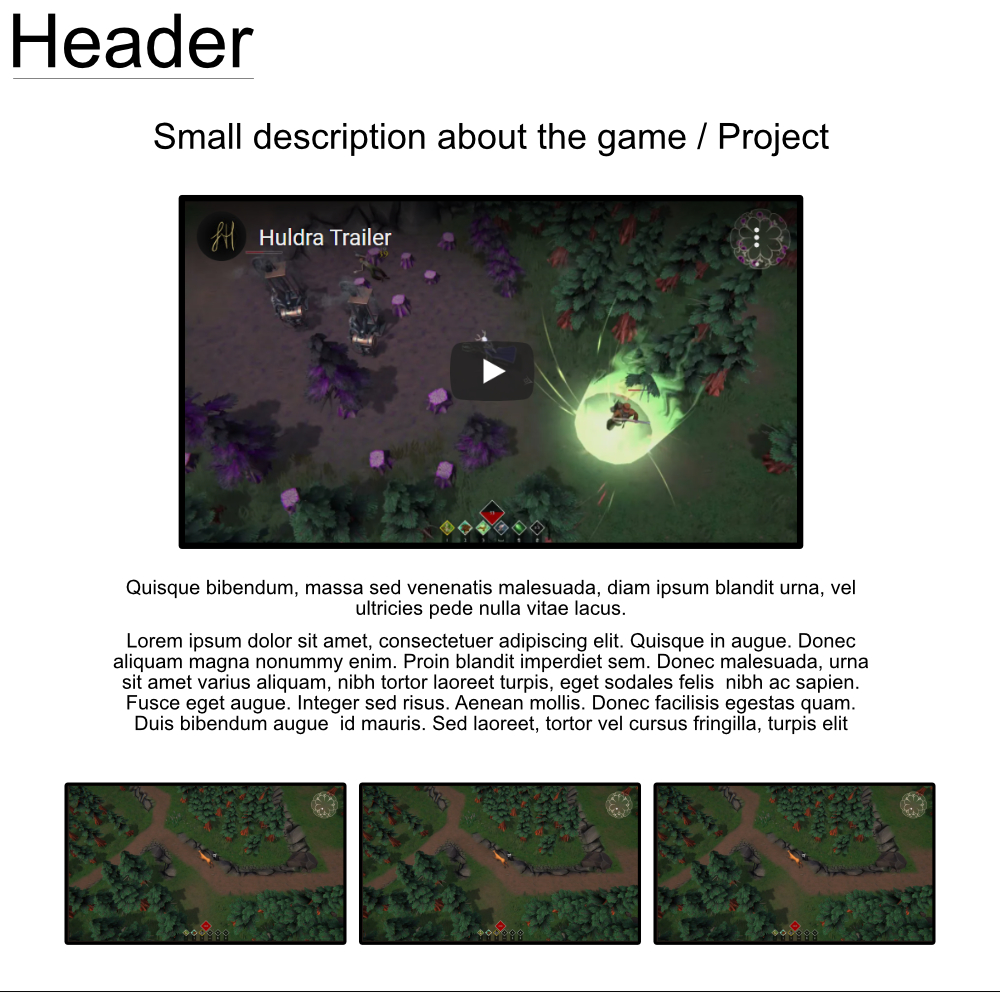 Header
Small description about the game / Project
Huldra Trailer
Quisque bibendum, massa sed venenatis malesuada, diam ipsum blandit urna, vel
ultricies pede nulla vitae lacus.
Lorem ipsum dolor sit amet, consectetuer adipiscing elit. Quisque in augue. Donec
aliquam magna nonummy enim. Proin blandit imperdiet sem. Donec malesuada, urna
sit amet varius aliquam, nibh tortor laoreet turpis, eget sodales felis  nibh ac sapien.
Fusce eget augue. Integer sed risus. Aenean mollis. Donec facilisis egestas quam.
Duis bibendum augue  id mauris. Sed laoreet, tortor vel cursus fringilla, turpis elit